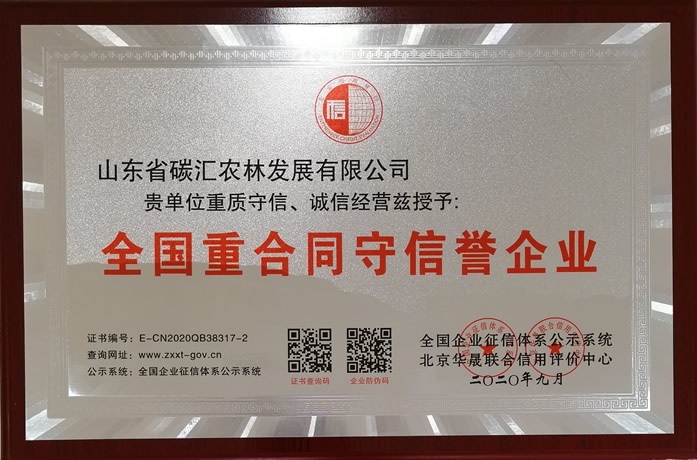 信
山东省碳汇农林发展有限公司
贵单位重质守信、诚信经营兹授予:
全国重合同守信誉企业
证书编号: E-CN2020QB38317-2
查询网址: www.zxxt-gov.cn
公示系统: 全国企业征信体系公示系统
证书查询码
企业防伪码
全国企业征信体系公示系统
北京华晟联合信用评价中心
二〇二〇年九月